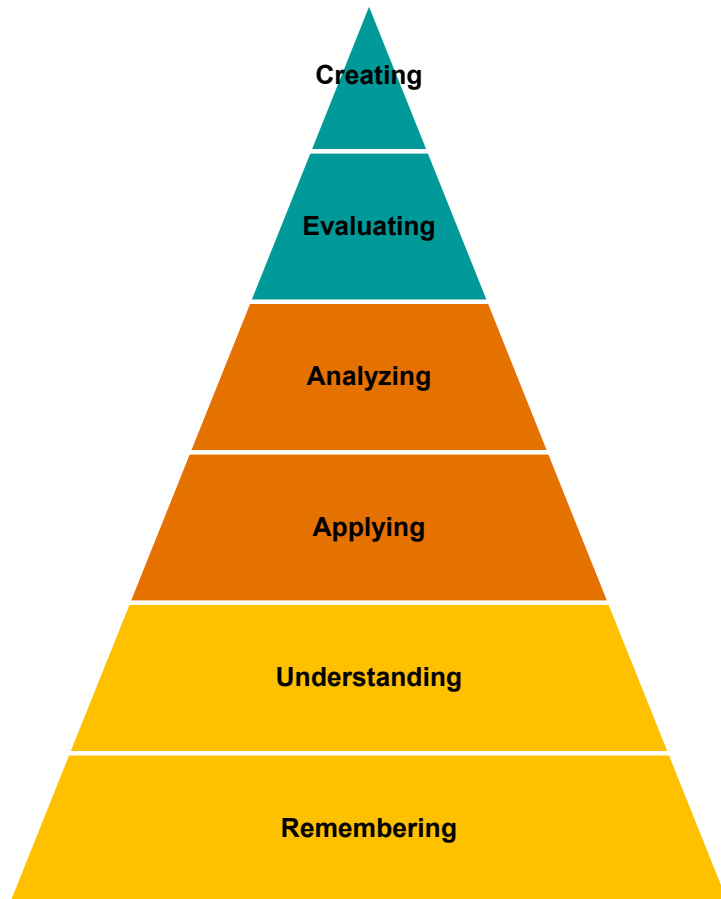 Creating
Evaluating
Analyzing
Applying
Understanding
Remembering